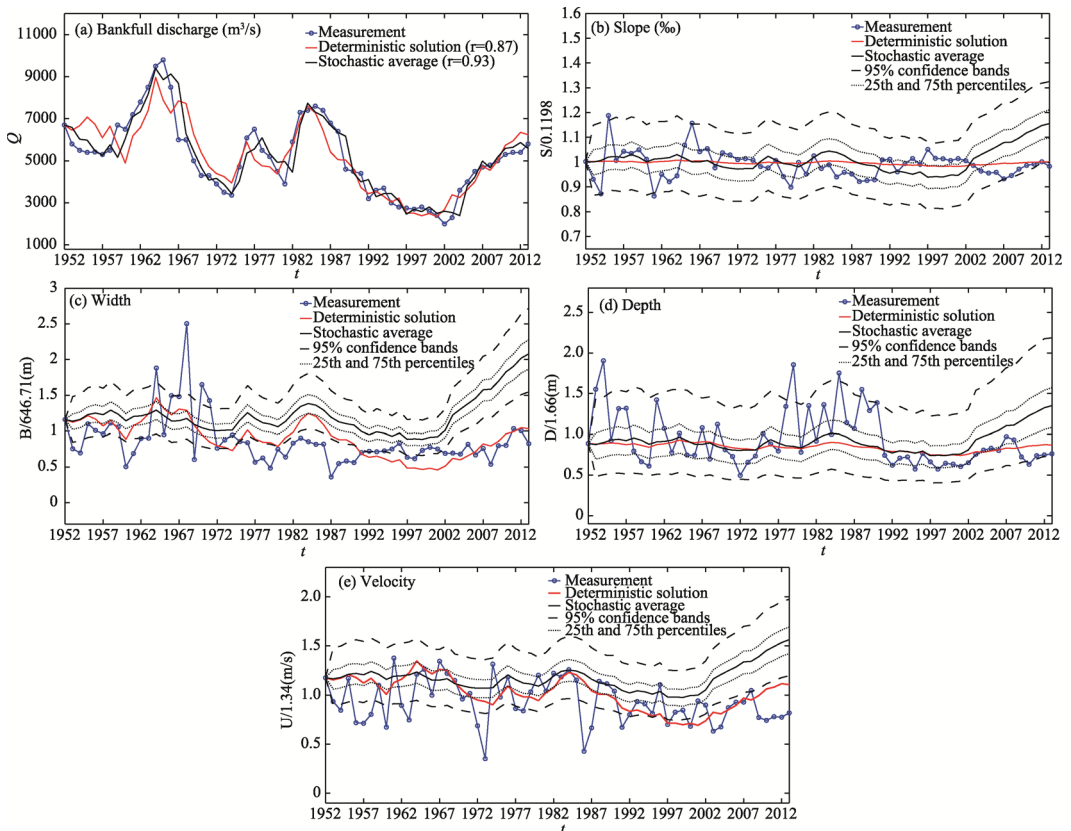 (a) Bankfull discharge (m³/s)
Measurement
Deterministic solution (r=0.87)
Stochastic average (r=0.93)
11000
9000
7000
5000
3000
1000
Q
1952 1957 1962 1967 1972 1977 1982 1987 1992 1997 2002 2007 2012
t
(b) Slope (‰)
Measurement
Deterministic solution
Stochastic average
95% confidence bands
25th and 75th percentiles
1.6
1.5
1.4
1.3
1.2
1.1
1.0
0.9
0.8
0.7
S/0.1198
1952 1957 1962 1967 1972 1977 1982 1987 1992 1997 2002 2007 2012
t
(c) Width
Measurement
Deterministic solution
Stochastic average
95% confidence bands
25th and 75th percentiles
3
2.5
2
1.5
1
0.5
0
B/646.71(m)
1952 1957 1962 1967 1972 1977 1982 1987 1992 1997 2002 2007 2012
t
(d) Depth
Measurement
Deterministic solution
Stochastic average
95% confidence bands
25th and 75th percentiles
2.5
2.0
1.5
1.0
0.5
0
D/1.66(m)
1952 1957 1962 1967 1972 1977 1982 1987 1992 1997 2002 2007 2012
t
(e) Velocity
Measurement
Deterministic solution
Stochastic average
95% confidence bands
25th and 75th percentiles
2.0
1.5
1.0
0.5
0
U/1.34(m/s)
1952 1957 1962 1967 1972 1977 1982 1987 1992 1997 2002 2007 2012
t